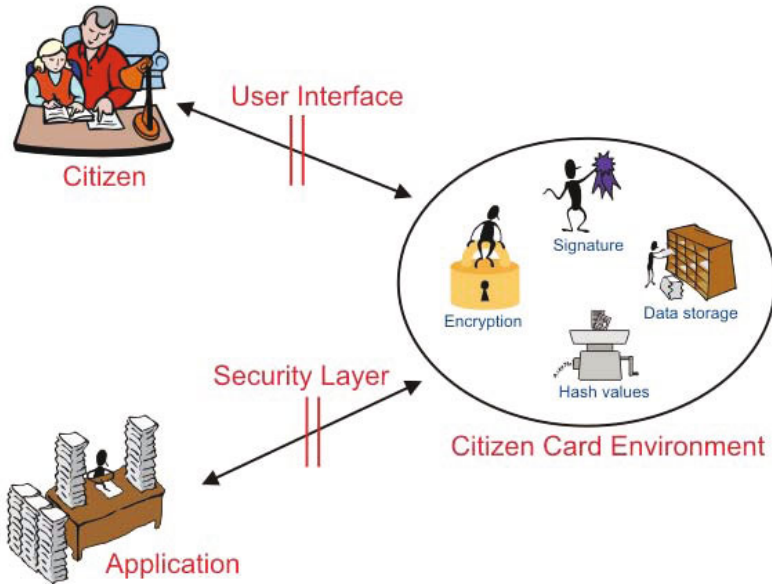 User Interface
Citizen
Signature
Encryption
Data storage
Hash values
Security Layer
Citizen Card Environment
Application